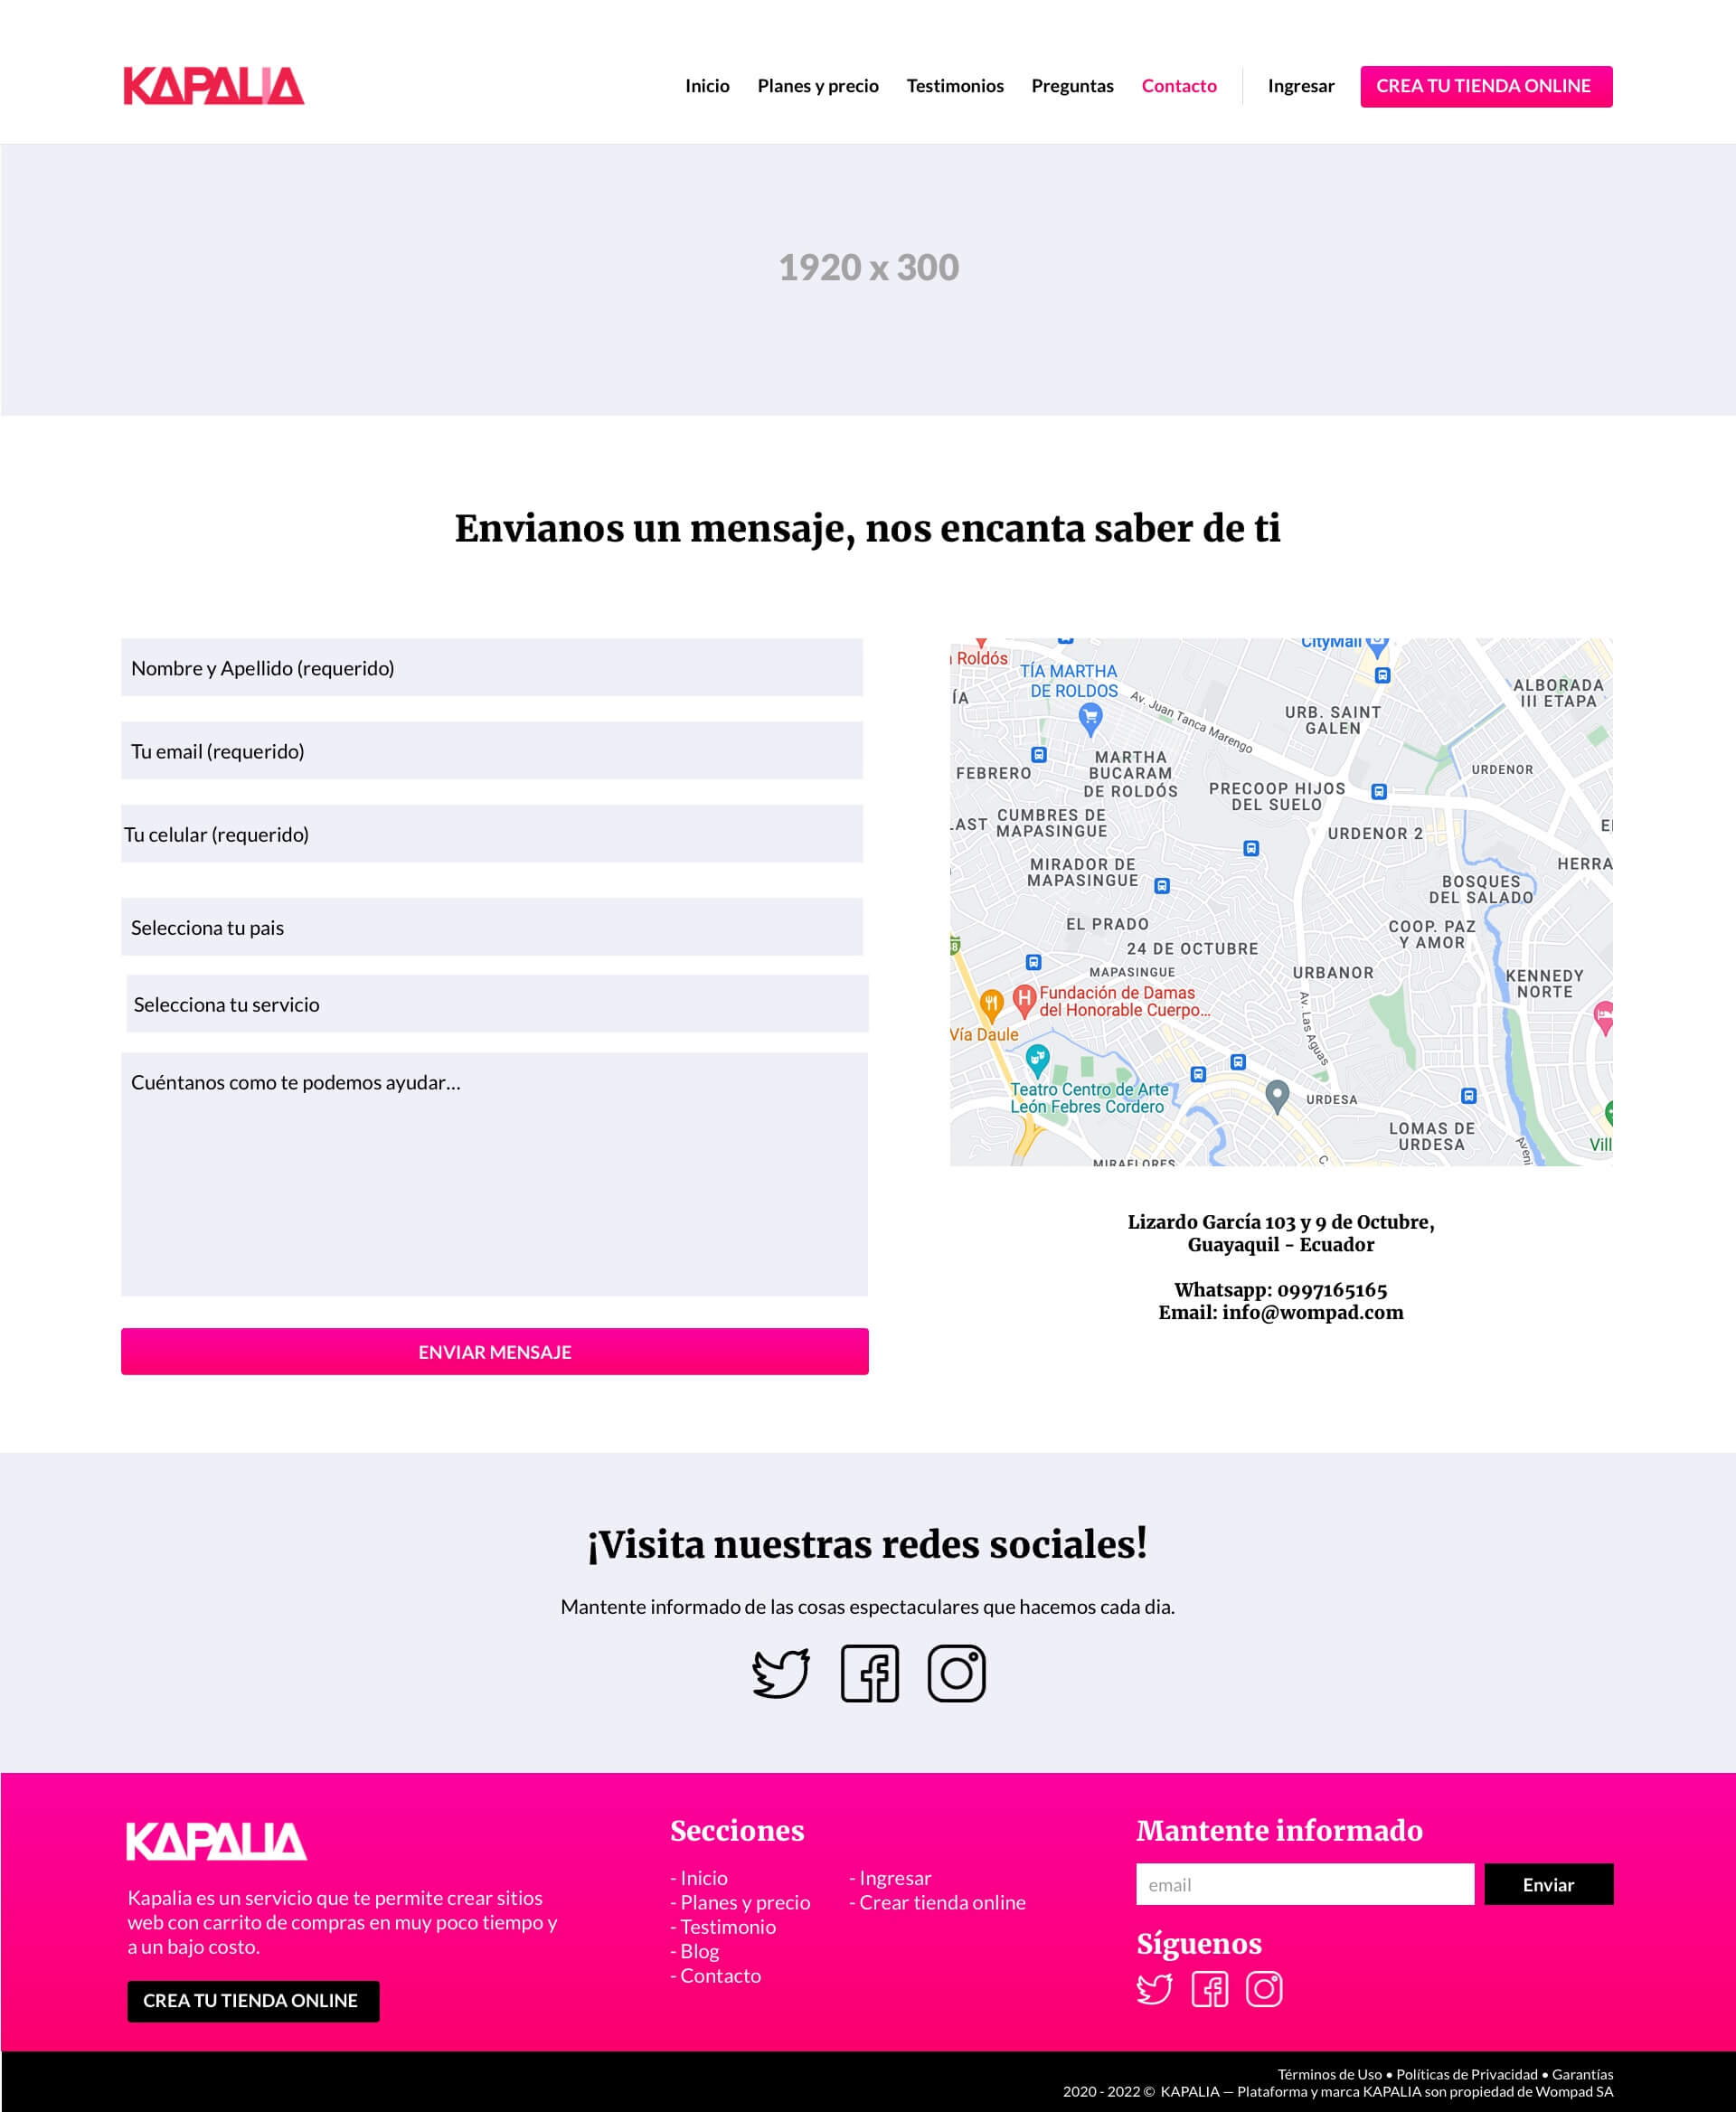 KAPALIA
Inicio Planes y precio Testimonios Preguntas Contacto Ingresar CREA TU TIENDA ONLINE
1920 x 300
Envianos un mensaje, nos encanta saber de ti
Nombre y Apellido (requerido)
Tu email (requerido)
Tu celular (requerido)
Selecciona tu pais
Selecciona tu servicio
Cuéntanos como te podemos ayudar...
ENVIAR MENSAJE
CityMall
Roldós
TÍA MARTHA
DE ROLDOS
ÍA
Av. Juan Tanca Marengo
ALBORADA
III ETAPA
URB. SAINT
GALEN
MARTHA
BUCARAM
DE ROLDÓS
FEBRERO
URDENOR
PRECOOP HIJOS
DEL SUELO
CUMBRES DE
MAPASINGUE
LAST
URDENOR 2
MIRADOR DE
MAPASINGUE
HERRA
BOSQUES
DEL SALADO
EL PRADO
COOP. PAZ
Y AMOR
24 DE OCTUBRE
MAPASINGUE
URBANOR
KENNEDY
NORTE
Fundación de Damas
del Honorable Cuerpo...
Av. Las Aguas
Vía Daule
Teatro Centro de Arte
León Febres Cordero
URDESA
LOMAS DE
URDESA
Aveni
Vill
MIRAFLORES
Lizardo García 103 y 9 de Octubre,
Guayaquil - Ecuador
Whatsapp: 0997165165
Email: info@wompad.com
¡Visita nuestras redes sociales!
Mantente informado de las cosas espectaculares que hacemos cada dia.
KAPALIA
Kapalia es un servicio que te permite crear sitios
web con carrito de compras en muy poco tiempo y
a un bajo costo.
CREA TU TIENDA ONLINE
Secciones
- Inicio
- Planes y precio
- Testimonio
- Blog
- Contacto
- Ingresar
- Crear tienda online
Mantente informado
email Enviar
Síguenos
Términos de Uso • Políticas de Privacidad • Garantías
2020 - 2022 © KAPALIA — Plataforma y marca KAPALIA son propiedad de Wompad SA